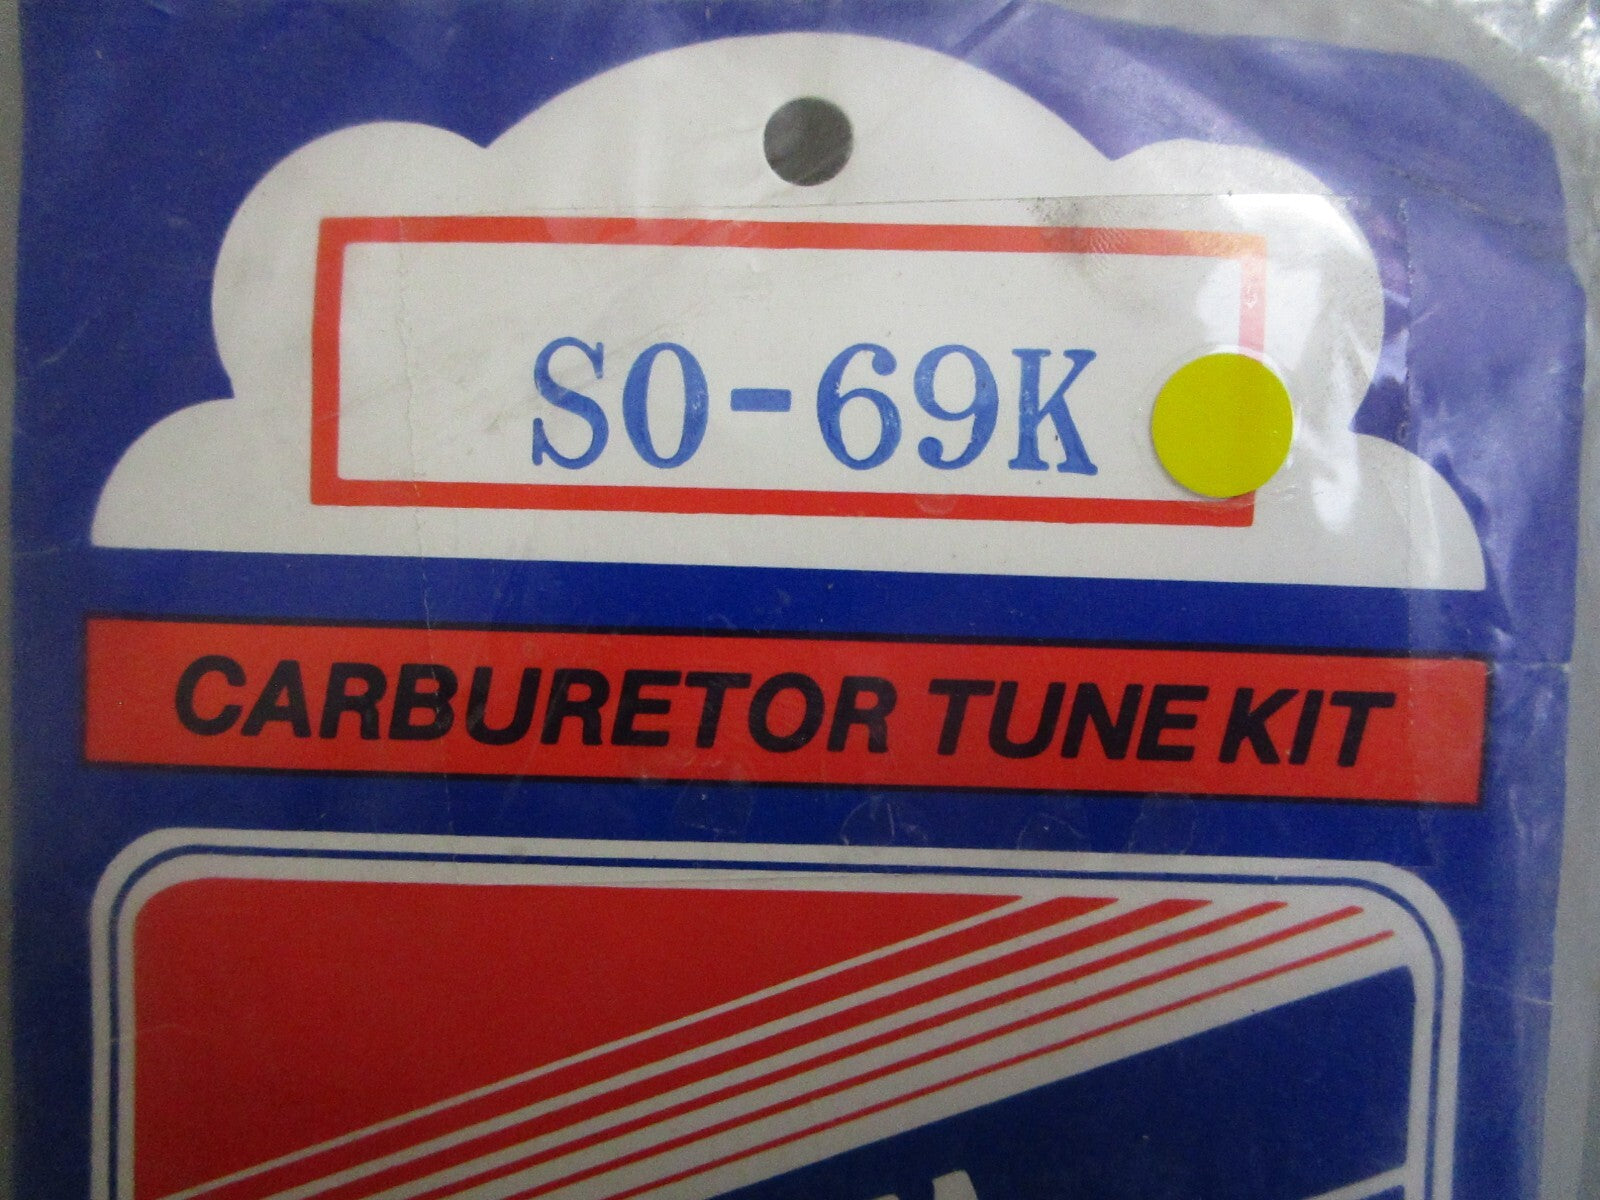 SO-69K
CARBURETOR TUNE KIT